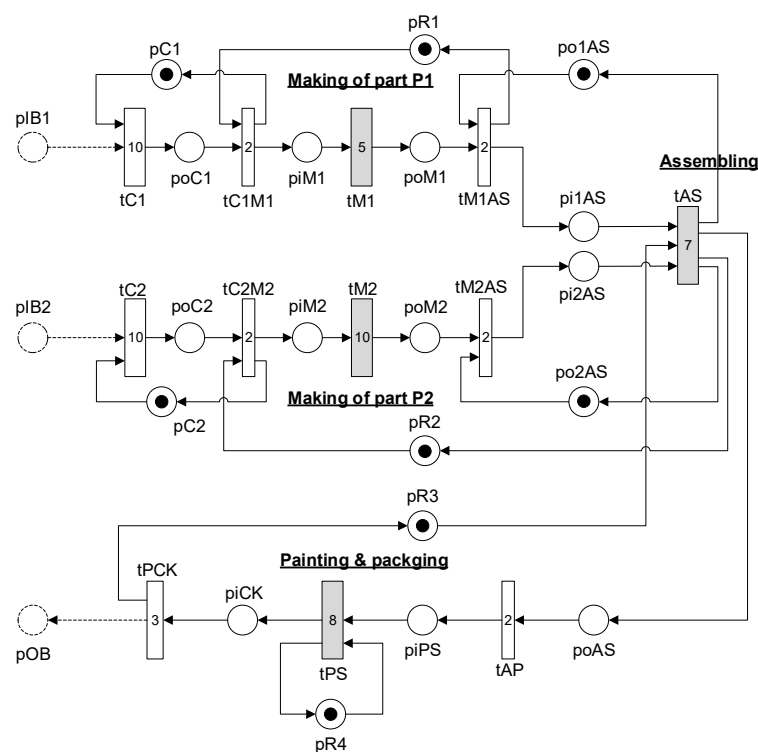 pR1
pC1
po1AS
Making of part P1
pIB1
10
2
5
2
poC1
piM1
poM1
Assembling
tC1
tC1M1
tM1
tM1AS
tAS
pi1AS
7
tC2
tC2M2
tM2
tM2AS
pi2AS
pIB2
poC2
piM2
poM2
10
2
10
2
po2AS
pC2
Making of part P2
pR2
pR3
Painting & packging
tPCK
piCK
3
8
2
pOB
tPS
piPS
tAP
poAS
pR4